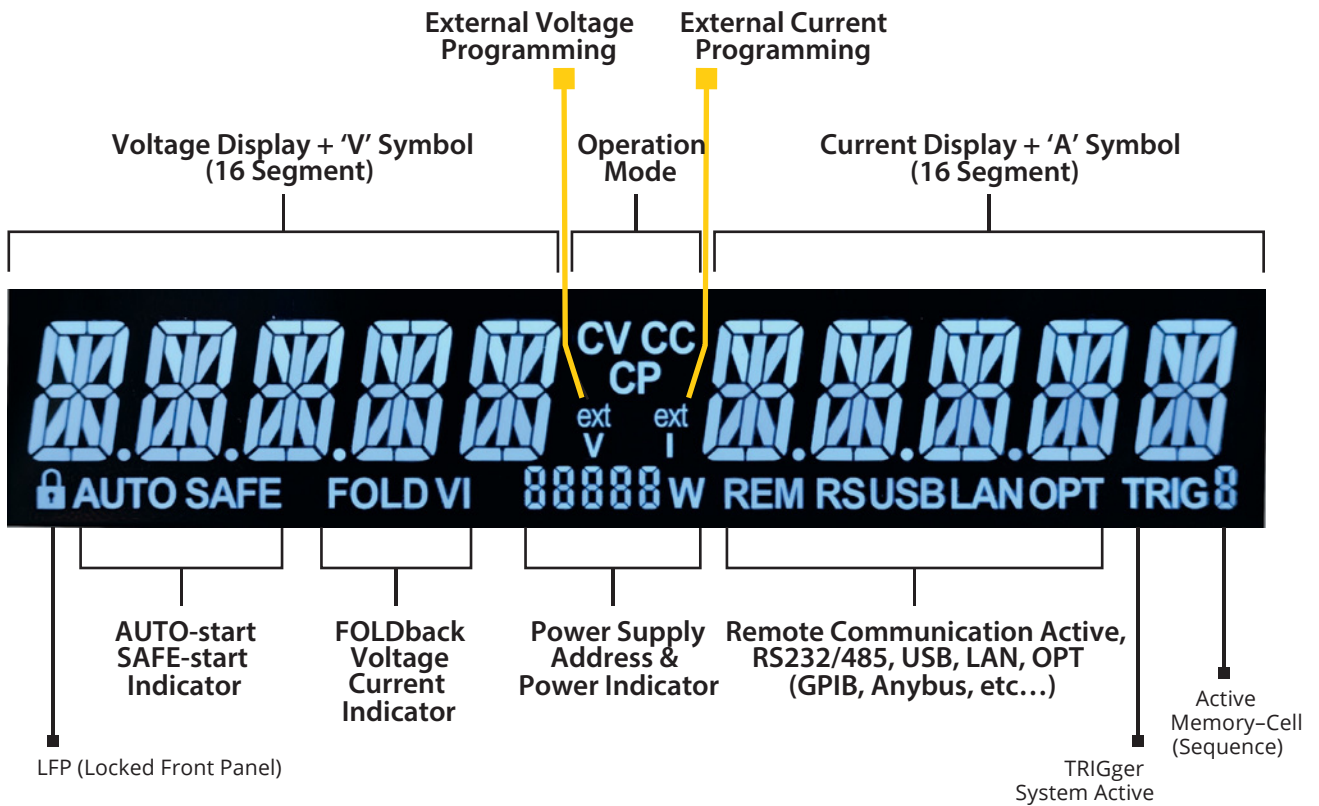 External Voltage
Programming
External Current
Programming
Voltage Display + ‘V’ Symbol
(16 Segment)
Operation
Mode
Current Display + ‘A’ Symbol
(16 Segment)
CV CC
CP
ext
V
ext
I
AUTO SAFE FOLD VI 88888 W REM RS USB LAN OPT TRIG 8
AUTO-start
SAFE-start
Indicator
FOLDback
Voltage
Current
Indicator
Power Supply
Address &
Power Indicator
Remote Communication Active,
RS232/485, USB, LAN, OPT
(GPIB, Anybus, etc…)
Active
Memory–Cell
(Sequence)
LFP (Locked Front Panel)
TRIGger
System Active